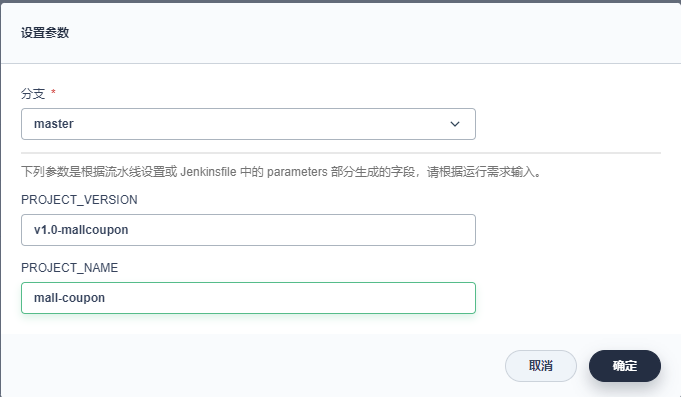 设置参数
分支 *
master
下列参数是根据流水线设置或 Jenkinsfile 中的 parameters 部分生成的字段，请根据运行需求输入。
PROJECT_VERSION
v1.0-mallcoupon
PROJECT_NAME
mall-coupon
取消 确定